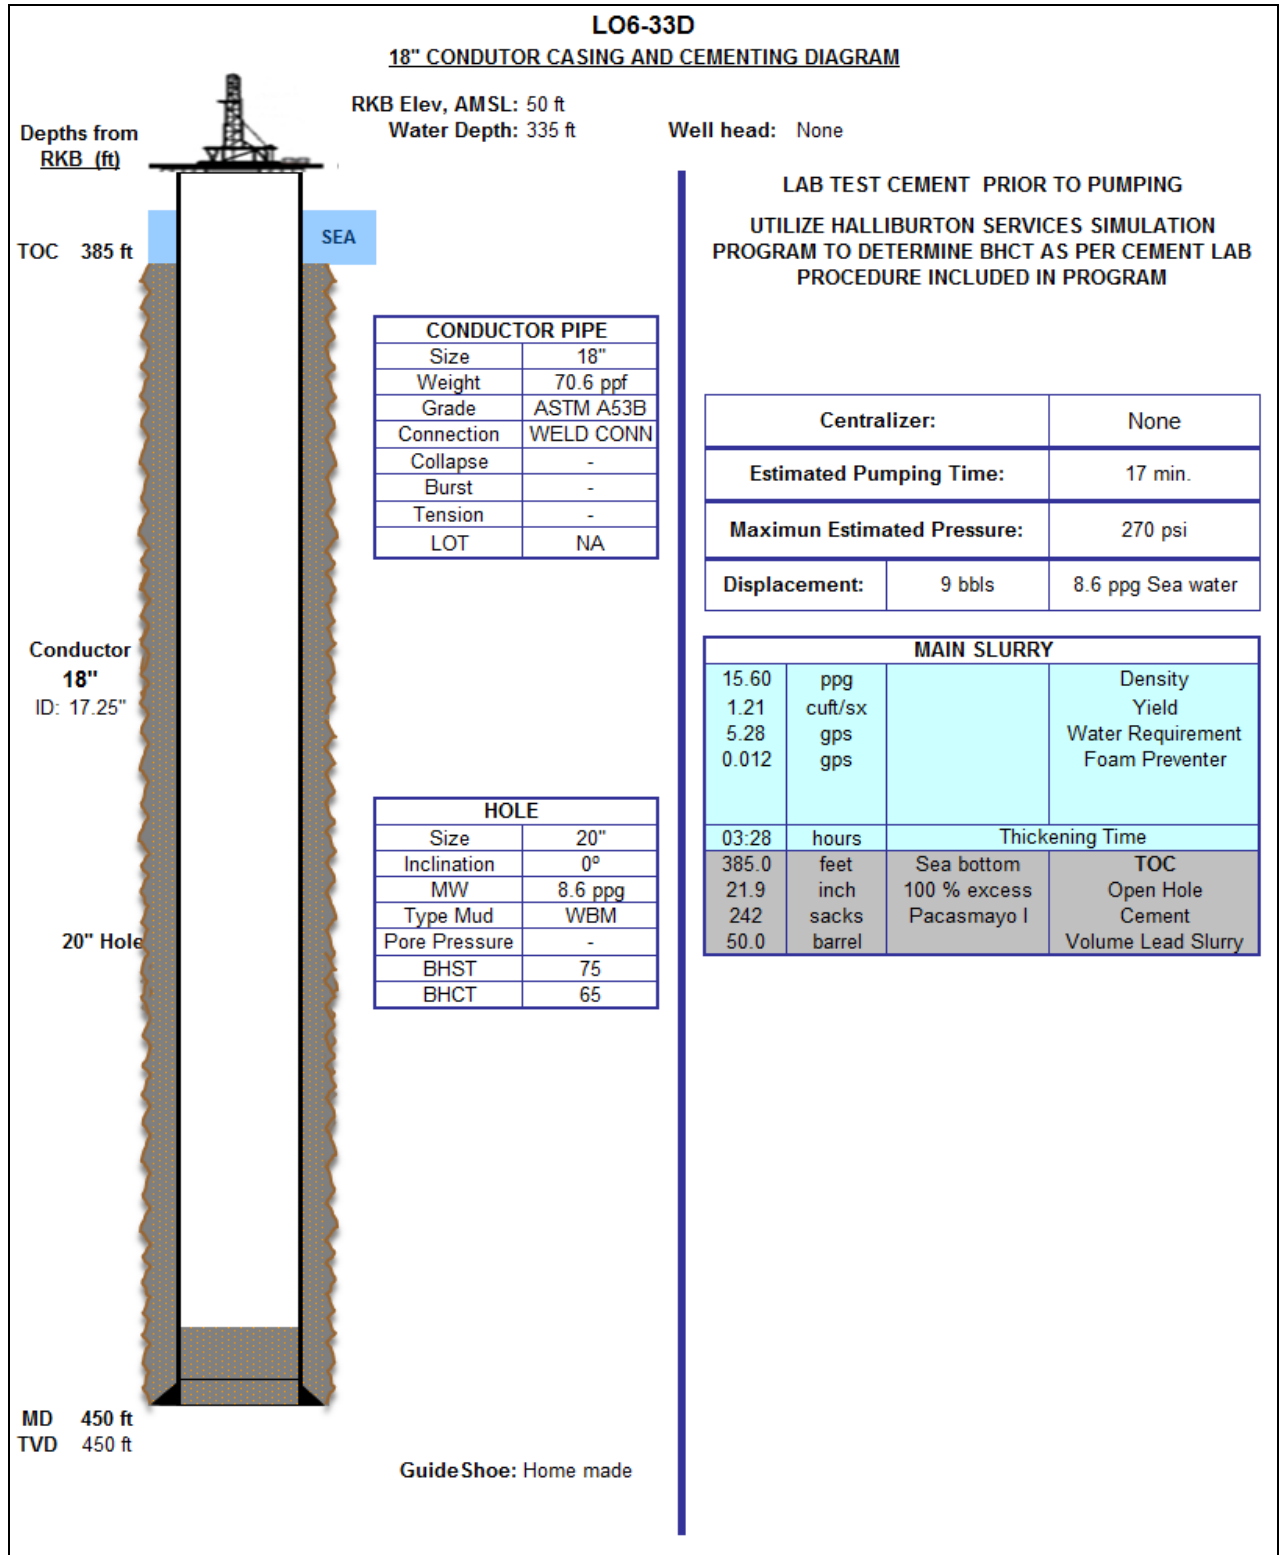 LO6-33D
18" CONDUTOR CASING AND CEMENTING DIAGRAM
RKB Elev, AMSL: 50 ft
Water Depth: 335 ft
Well head: None
Depths from
RKB (ft)
SEA
TOC 385 ft
LAB TEST CEMENT PRIOR TO PUMPING
UTILIZE HALLIBURTON SERVICES SIMULATION
PROGRAM TO DETERMINE BHCT AS PER CEMENT LAB
PROCEDURE INCLUDED IN PROGRAM
CONDUCTOR PIPE
Size 18"
Weight 70.6 ppf
Grade ASTM A53B
Connection WELD CONN
Collapse -
Burst -
Tension -
LOT NA
Centralizer: None
Estimated Pumping Time: 17 min.
Maximun Estimated Pressure: 270 psi
Displacement: 9 bbls 8.6 ppg Sea water
Conductor
18"
ID: 17.25"
MAIN SLURRY
15.60 ppg Density
1.21 cuft/sx Yield
5.28 gps Water Requirement
0.012 gps Foam Preventer
03:28 hours Thickening Time
385.0 feet Sea bottom TOC
21.9 inch 100 % excess Open Hole
242 sacks Pacasmayo I Cement
50.0 barrel Volume Lead Slurry
HOLE
Size 20"
Inclination 0º
MW 8.6 ppg
Type Mud WBM
Pore Pressure -
BHST 75
BHCT 65
20" Hole
MD 450 ft
TVD 450 ft
Guide Shoe: Home made